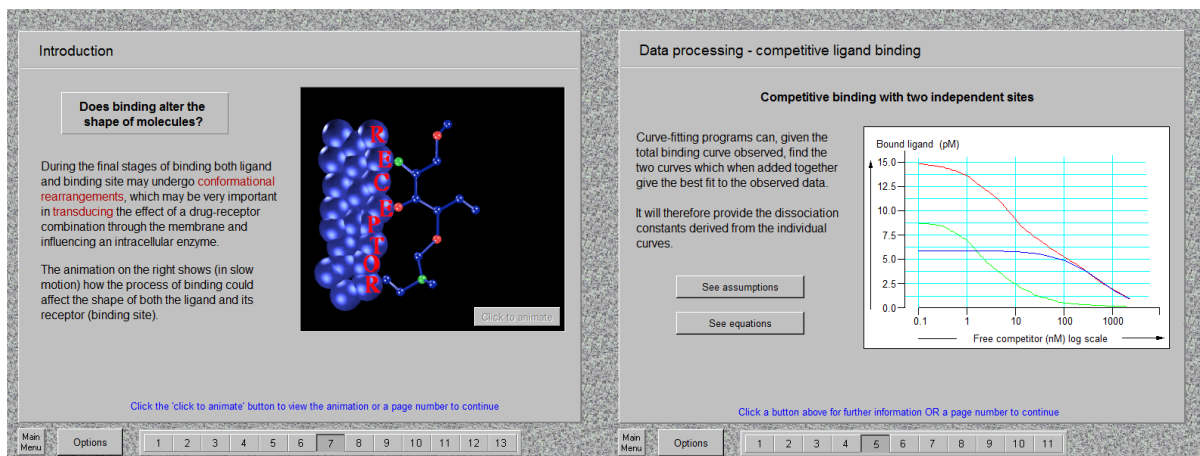 Introduction
Does binding alter the
shape of molecules?
During the final stages of binding both ligand
and binding site may undergo conformational
rearrangements, which may be very important
in transducing the effect of a drug-receptor
combination through the membrane and
influencing an intracellular enzyme.
The animation on the right shows (in slow
motion) how the process of binding could
affect the shape of both the ligand and its
receptor (binding site).
RECEPTOR
Click to animate
Click the 'click to animate' button to view the animation or a page number to continue
Main
Menu
Options
1 2 3 4 5 6 7 8 9 10 11 12 13
Data processing - competitive ligand binding
Competitive binding with two independent sites
Curve-fitting programs can, given the
total binding curve observed, find the
two curves which when added together
give the best fit to the observed data.
It will therefore provide the dissociation
constants derived from the individual
curves.
See assumptions
See equations
Bound ligand (pM)
15.0
12.5
10.0
7.5
5.0
2.5
0.0
0.1 1 10 100 1000
Free competitor (nM) log scale
Click a button above for further information OR a page number to continue
Main
Menu
Options
1 2 3 4 5 6 7 8 9 10 11